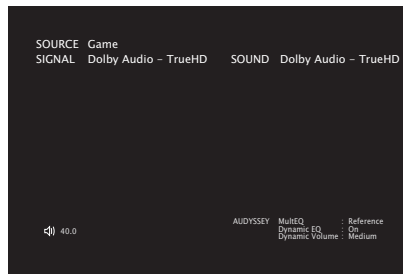 SOURCE Game
SIGNAL Dolby Audio – TrueHD SOUND Dolby Audio – TrueHD
AUDYSSEY MultEQ : Reference
Dynamic EQ : On
Dynamic Volume : Medium
40.0